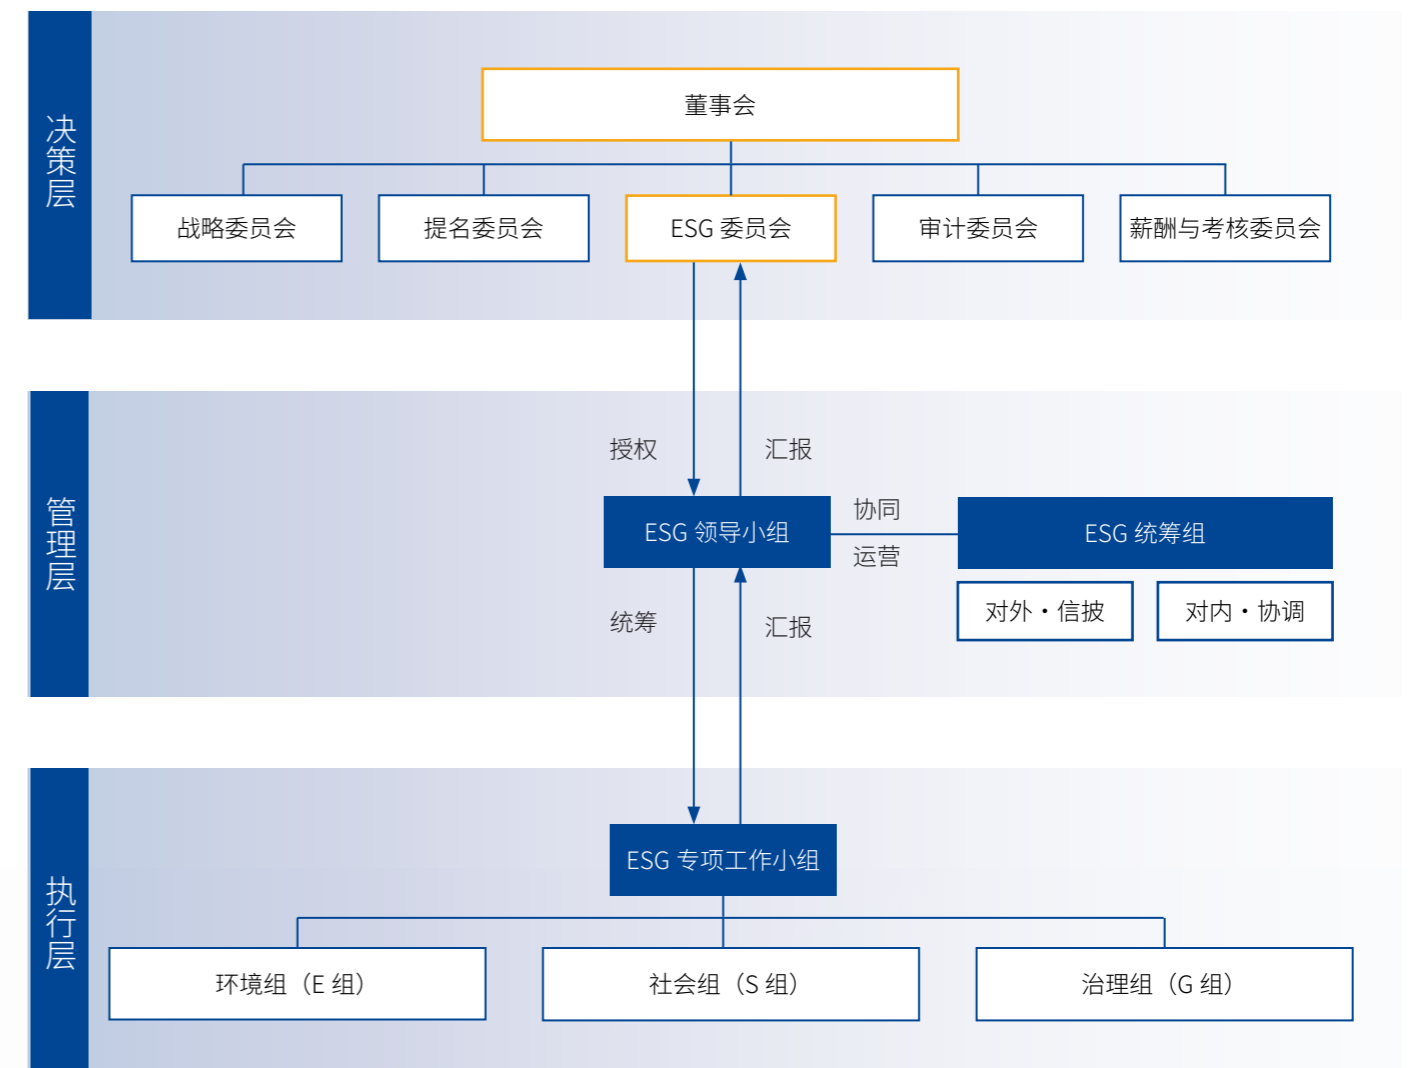 决策层
董事会
战略委员会
提名委员会
ESG 委员会
审计委员会
薪酬与考核委员会
管理层
授权
汇报
ESG 领导小组
协同
运营
ESG 统筹组
对外·信披
对内·协调
统筹
汇报
执行层
ESG 专项工作小组
环境组（E 组）
社会组（S 组）
治理组（G 组）